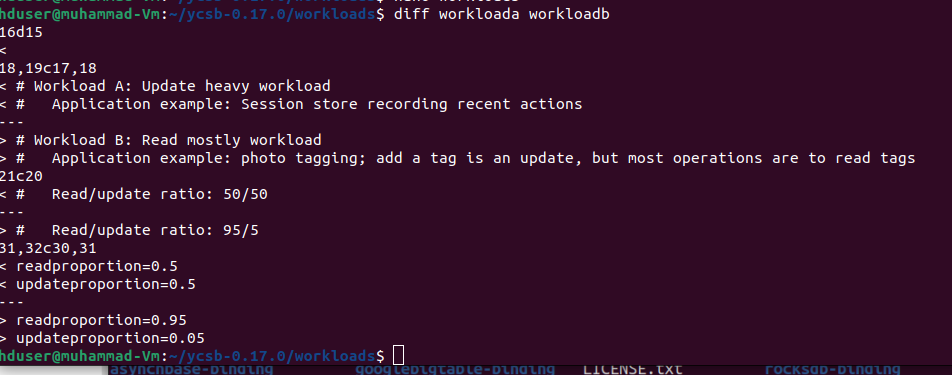 hduser@muhammad-Vm:~/ycsb-0.17.0/workloads$ diff workloada workloadb
16d15
<
18,19c17,18
< # Workload A: Update heavy workload
< #   Application example: Session store recording recent actions
---
> # Workload B: Read mostly workload
> #   Application example: photo tagging; add a tag is an update, but most operations are to read tags
21c20
< #   Read/update ratio: 50/50
---
> #   Read/update ratio: 95/5
31,32c30,31
< readproportion=0.5
< updateproportion=0.5
---
> readproportion=0.95
> updateproportion=0.05
hduser@muhammad-Vm:~/ycsb-0.17.0/workloads$
asynchbase-binding googlebigtable-binding LICENSE.txt rocksdb-binding